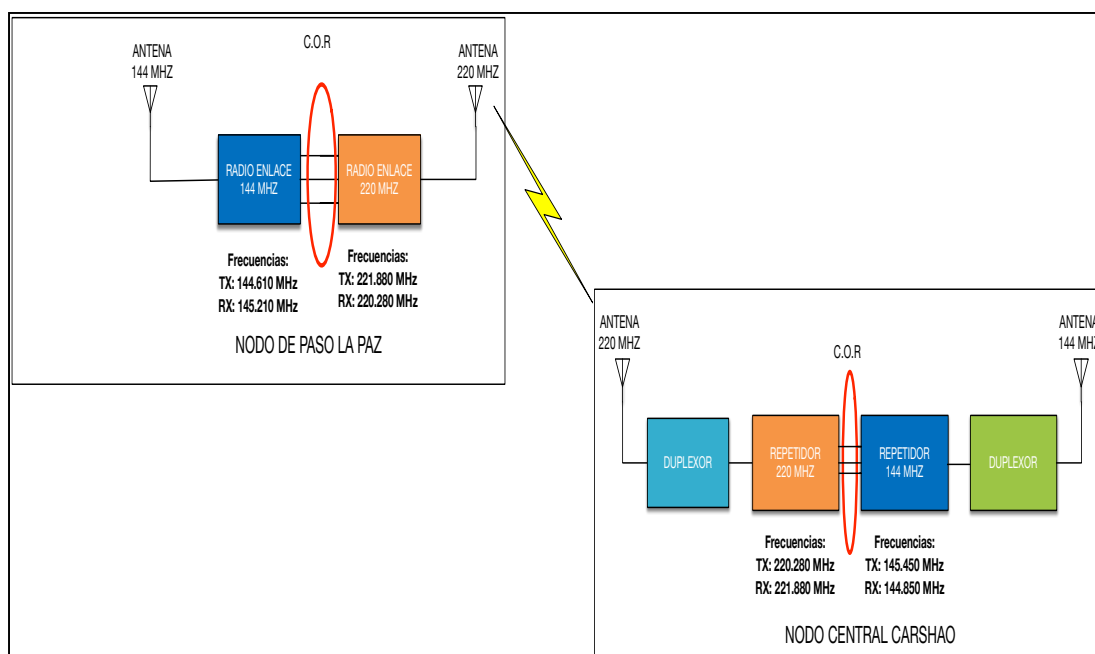 C.O.R
ANTENA
144 MHZ
ANTENA
220 MHZ
RADIO ENLACE
144 MHZ
RADIO ENLACE
220 MHZ
Frecuencias:
TX: 144.610 MHz
RX: 145.210 MHz
Frecuencias:
TX: 221.880 MHz
RX: 220.280 MHz
NODO DE PASO LA PAZ
ANTENA
220 MHZ
C.O.R
ANTENA
144 MHZ
DUPLEXOR
REPETIDOR
220 MHZ
REPETIDOR
144 MHZ
DUPLEXOR
Frecuencias:
TX: 220.280 MHz
RX: 221.880 MHz
Frecuencias:
TX: 145.450 MHz
RX: 144.850 MHz
NODO CENTRAL CARSHAO